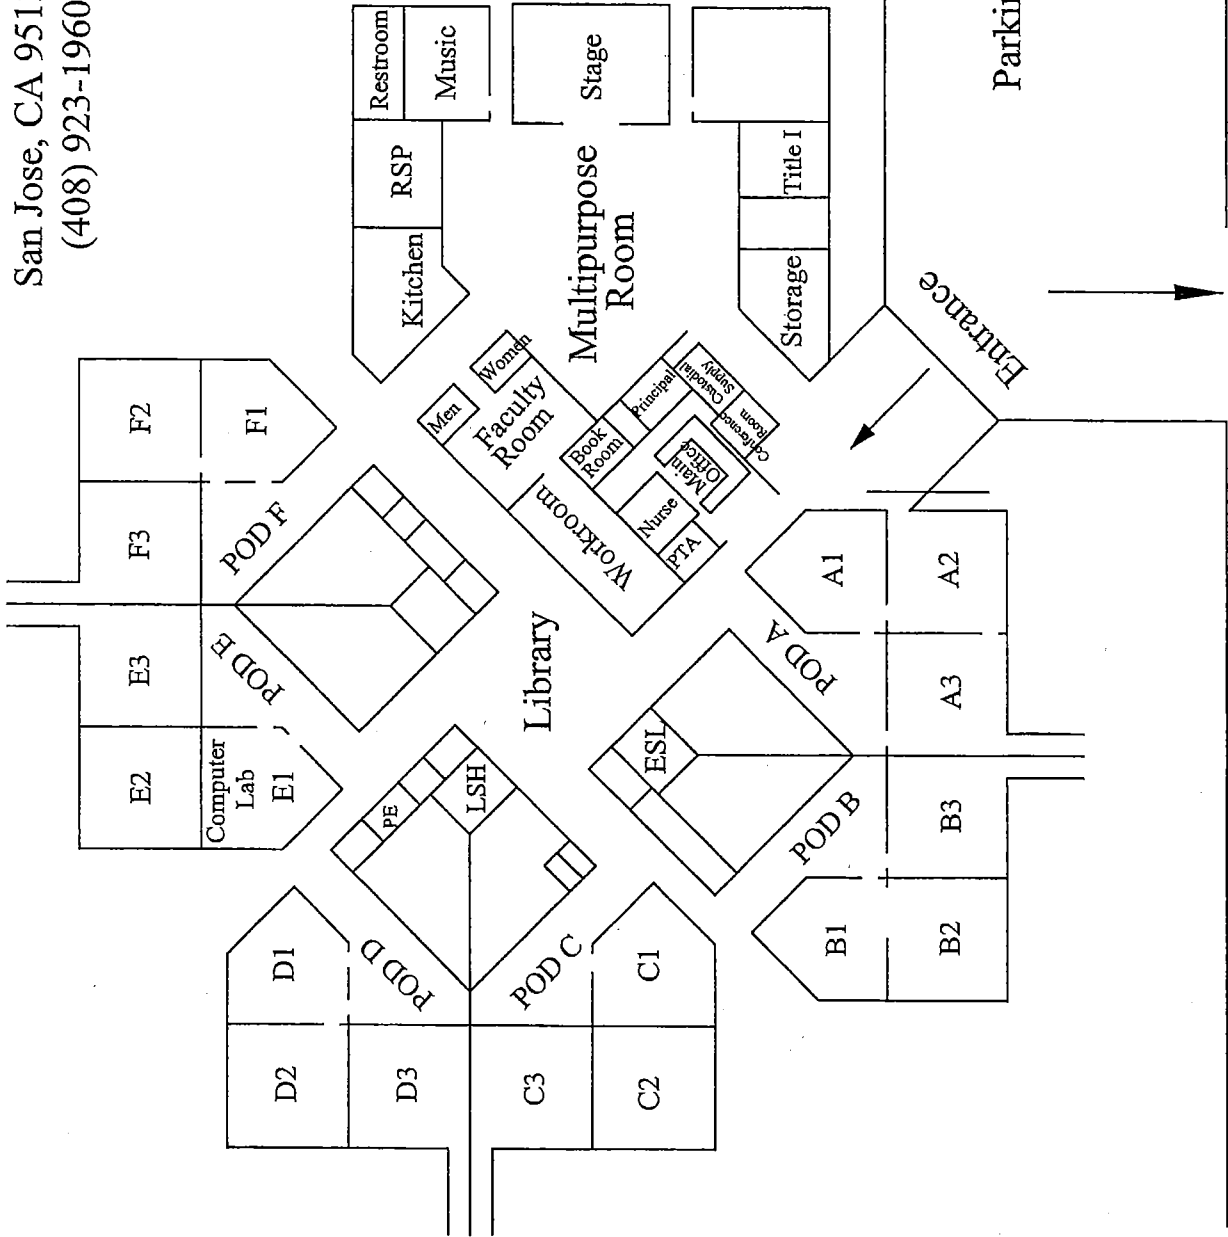 San Jose, CA 951
(408) 923-1960
Restroom
Music
RSP
Kitchen
Stage
Multipurpose
Room
Title I
Storage
Parkin
Entrance
F2
F1
F3
POD F
Men
Women
Faculty
Room
Book
Room
Principal
Custodial
Supply
Conference
Room
Main
Office
Nurse
PTA
Workroom
Library
E3
POD E
E2
Computer
Lab
E1
PE
LSH
ESL
D1
D2
D3
POD D
POD C
C1
C2
C3
POD A
A1
A2
A3
POD B
B1
B2
B3